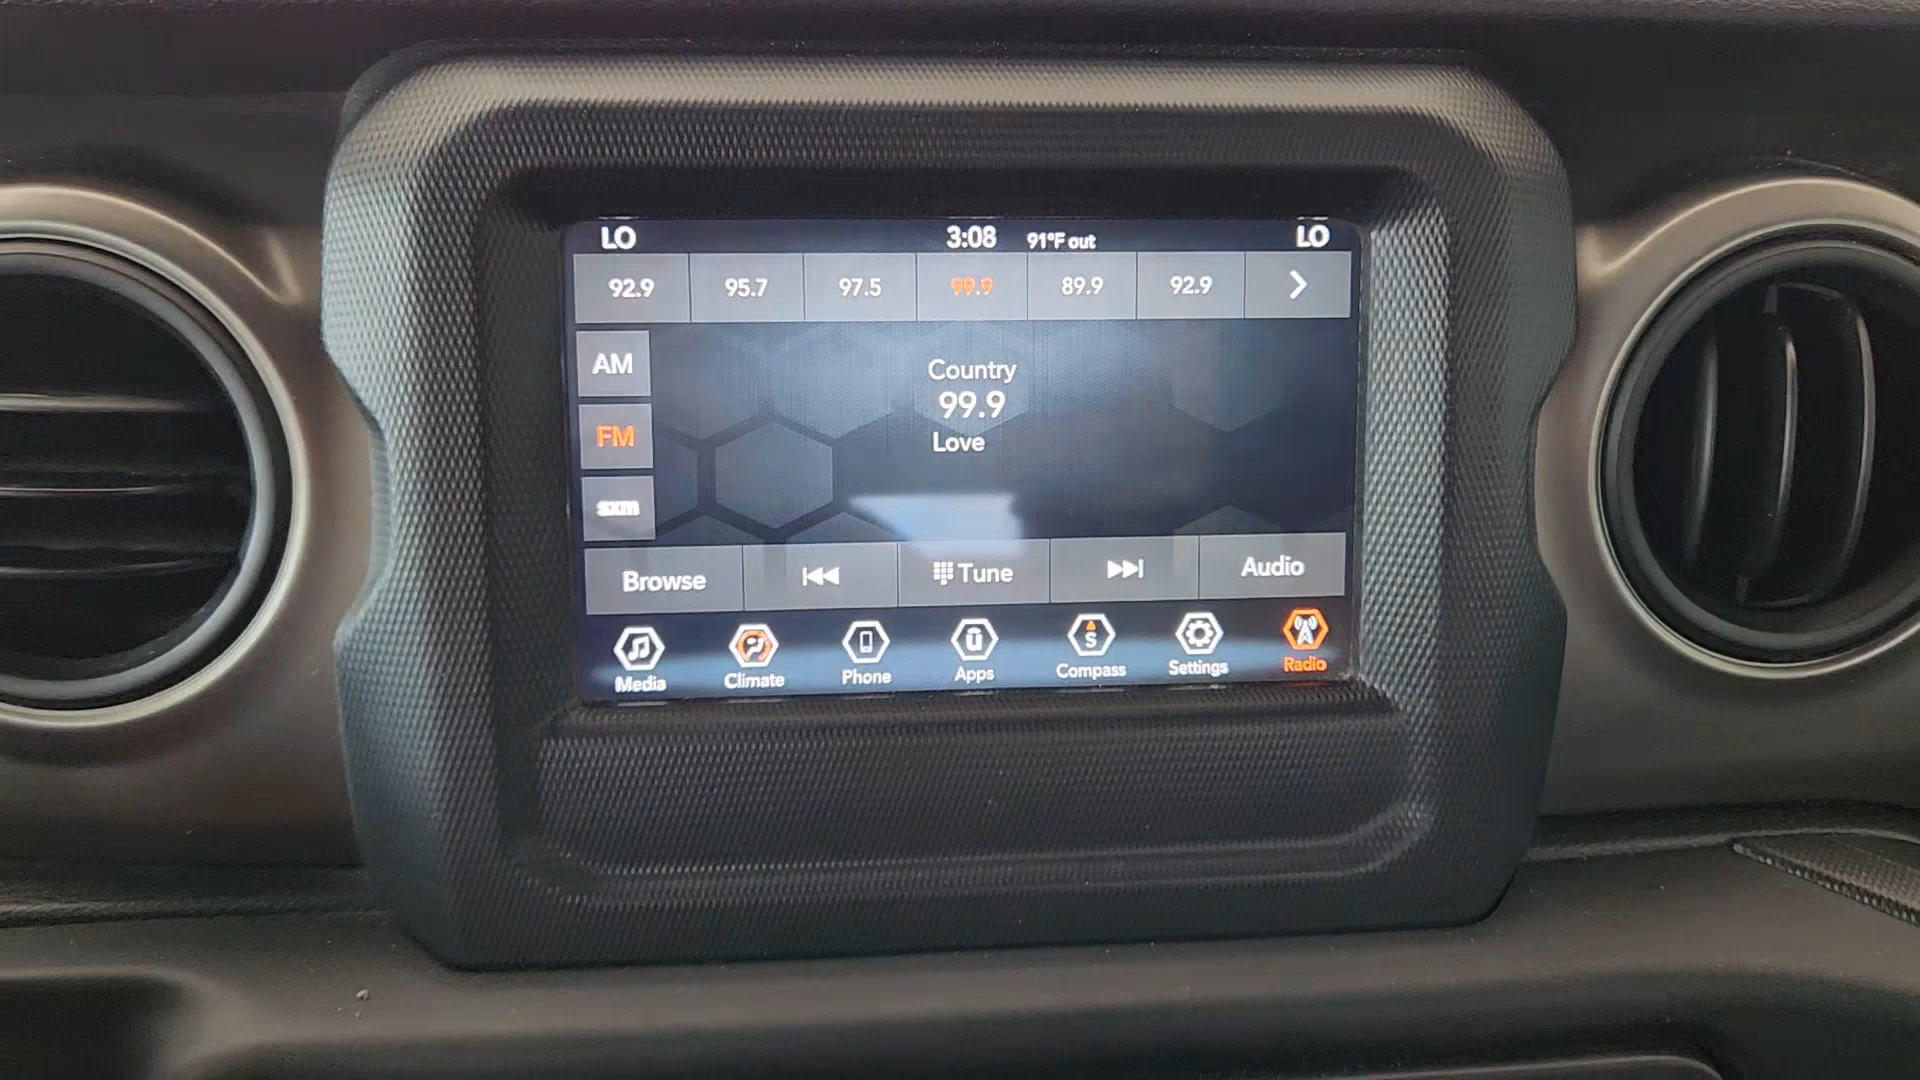 LO 3:08 91°F out LO
92.9 95.7 97.5 99.9 89.9 92.9
AM
Country
99.9
FM
Love
sxm
Browse Tune Audio
Media Climate Phone Apps S Compass Settings Radio